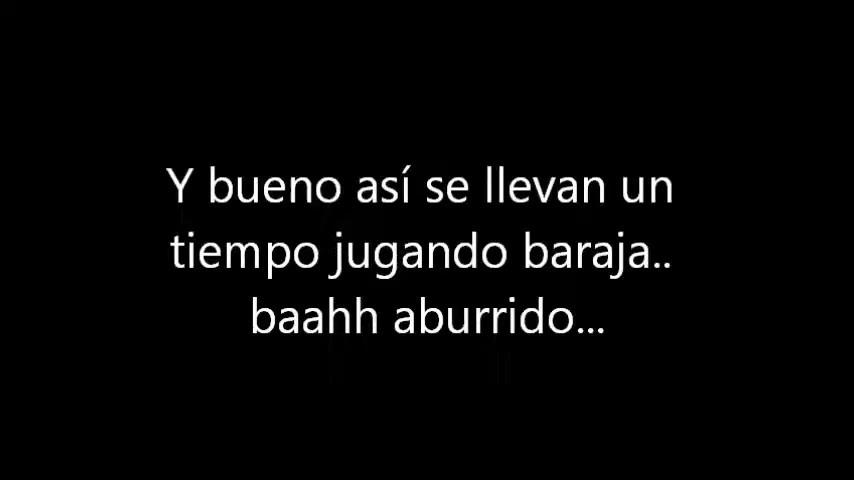 Y bueno así se llevan un
tiempo jugando baraja..
baahh aburrido...